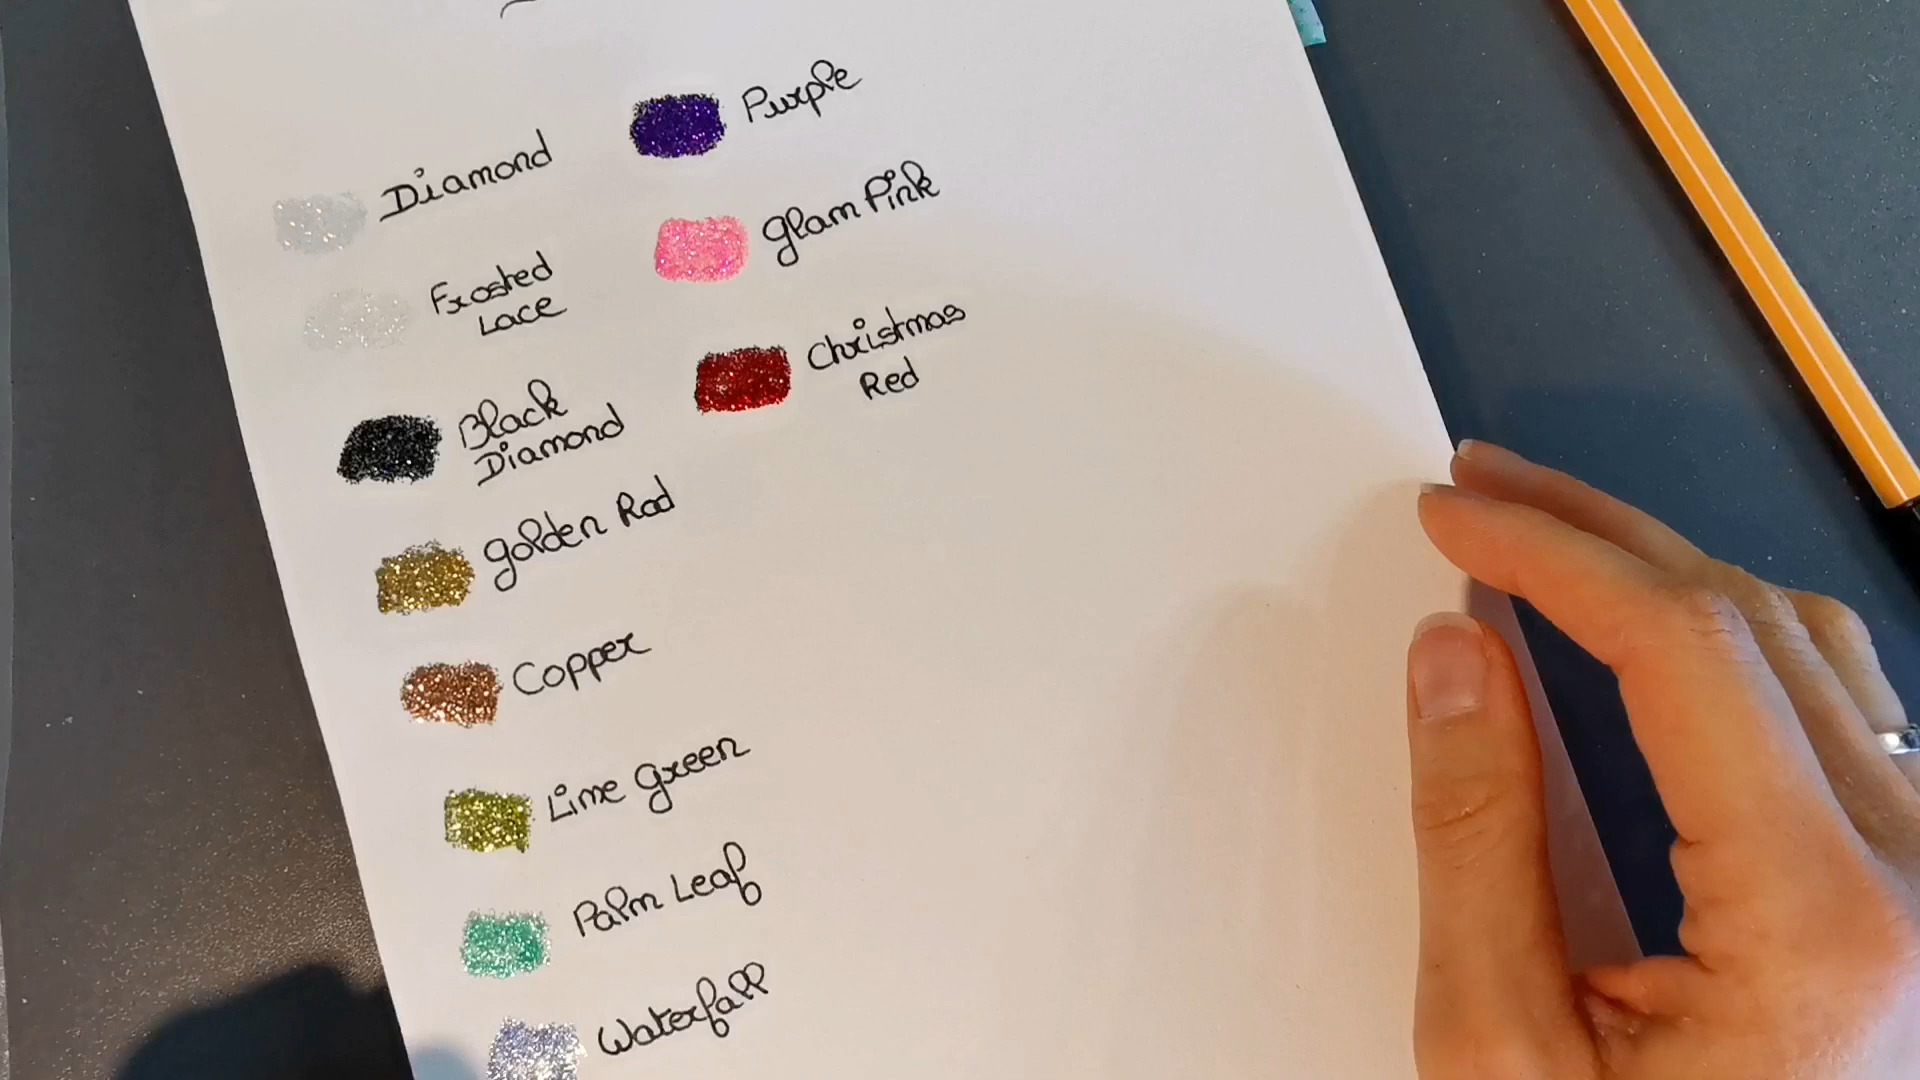 Diamond
Frosted
Lace
Black
Diamond
Golden Rod
Copper
Lime Green
Palm Leaf
Waterfall
Purple
Glam Pink
Christmas
Red